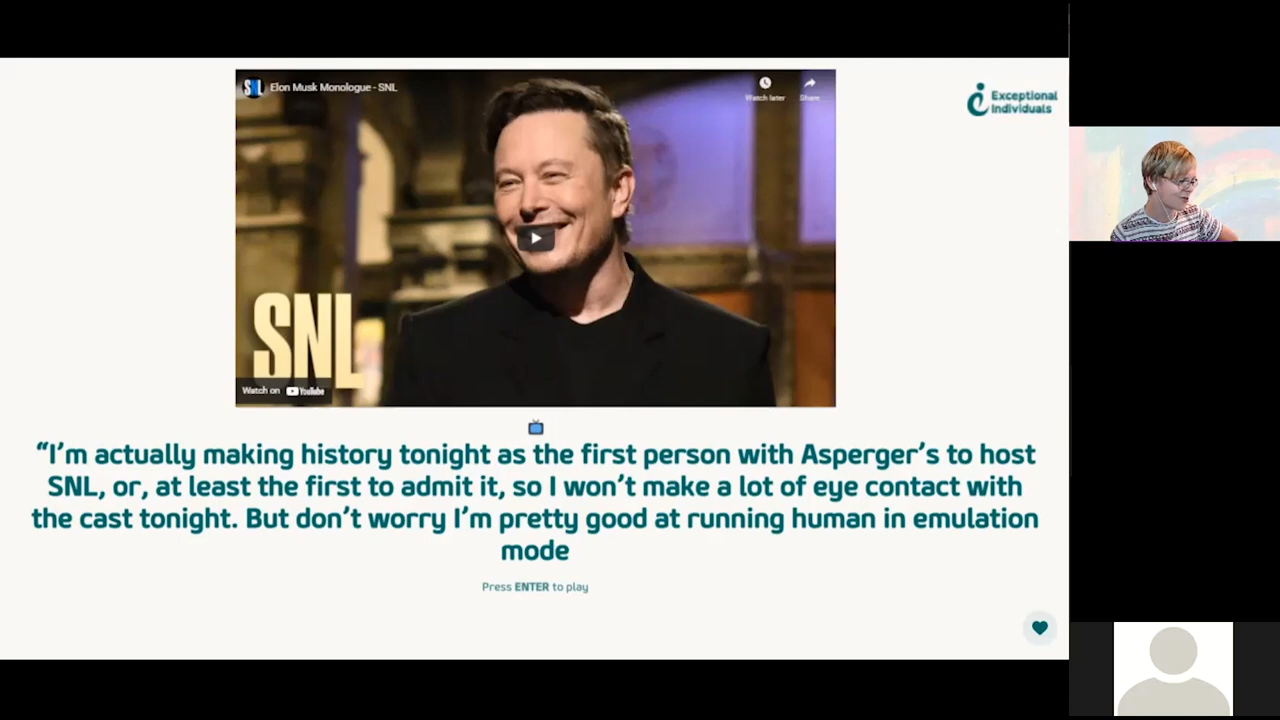 SNL
Elon Musk Monologue - SNL
Watch later
Share
Exceptional
Individuals
SNL
Watch on YouTube
“I’m actually making history tonight as the first person with Asperger’s to host
SNL, or, at least the first to admit it, so I won’t make a lot of eye contact with
the cast tonight. But don’t worry I’m pretty good at running human in emulation
mode
Press ENTER to play